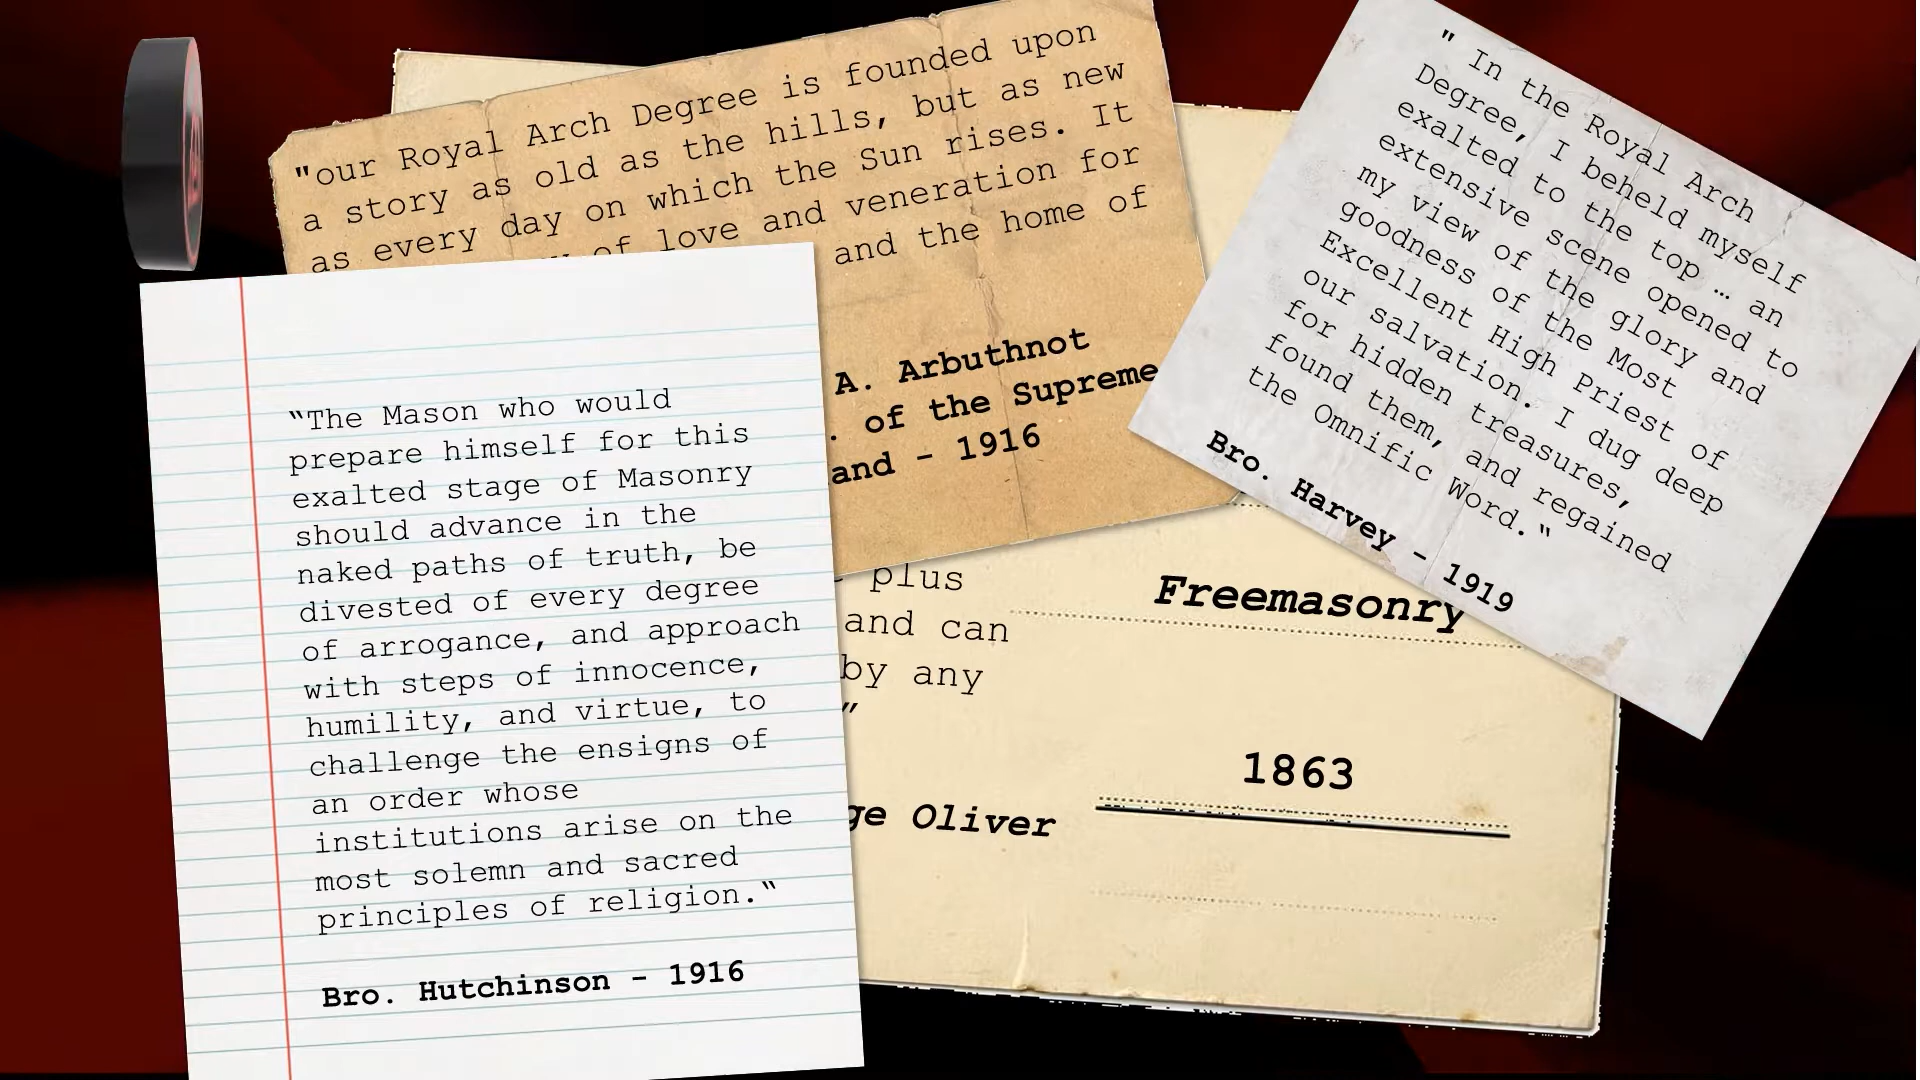 "our Royal Arch Degree is founded upon
a story as old as the hills, but as new
as every day on which the Sun rises. It
of love and veneration for
and the home of
A. Arbuthnot
. of the Supreme
and - 1916
" In the Royal Arch
Degree, I beheld myself
exalted to the top … an
extensive scene opened to
my view of the glory and
goodness of the Most
Excellent High Priest of
our salvation. I dug deep
for hidden treasures,
found them, and regained
the Omnific Word."
Bro. Harvey - 1919
"The Mason who would
prepare himself for this
exalted stage of Masonry
should advance in the
naked paths of truth, be
divested of every degree
of arrogance, and approach
with steps of innocence,
humility, and virtue, to
challenge the ensigns of
an order whose
institutions arise on the
most solemn and sacred
principles of religion."
Bro. Hutchinson - 1916
plus
and can
by any
"
ge Oliver
Freemasonry
1863